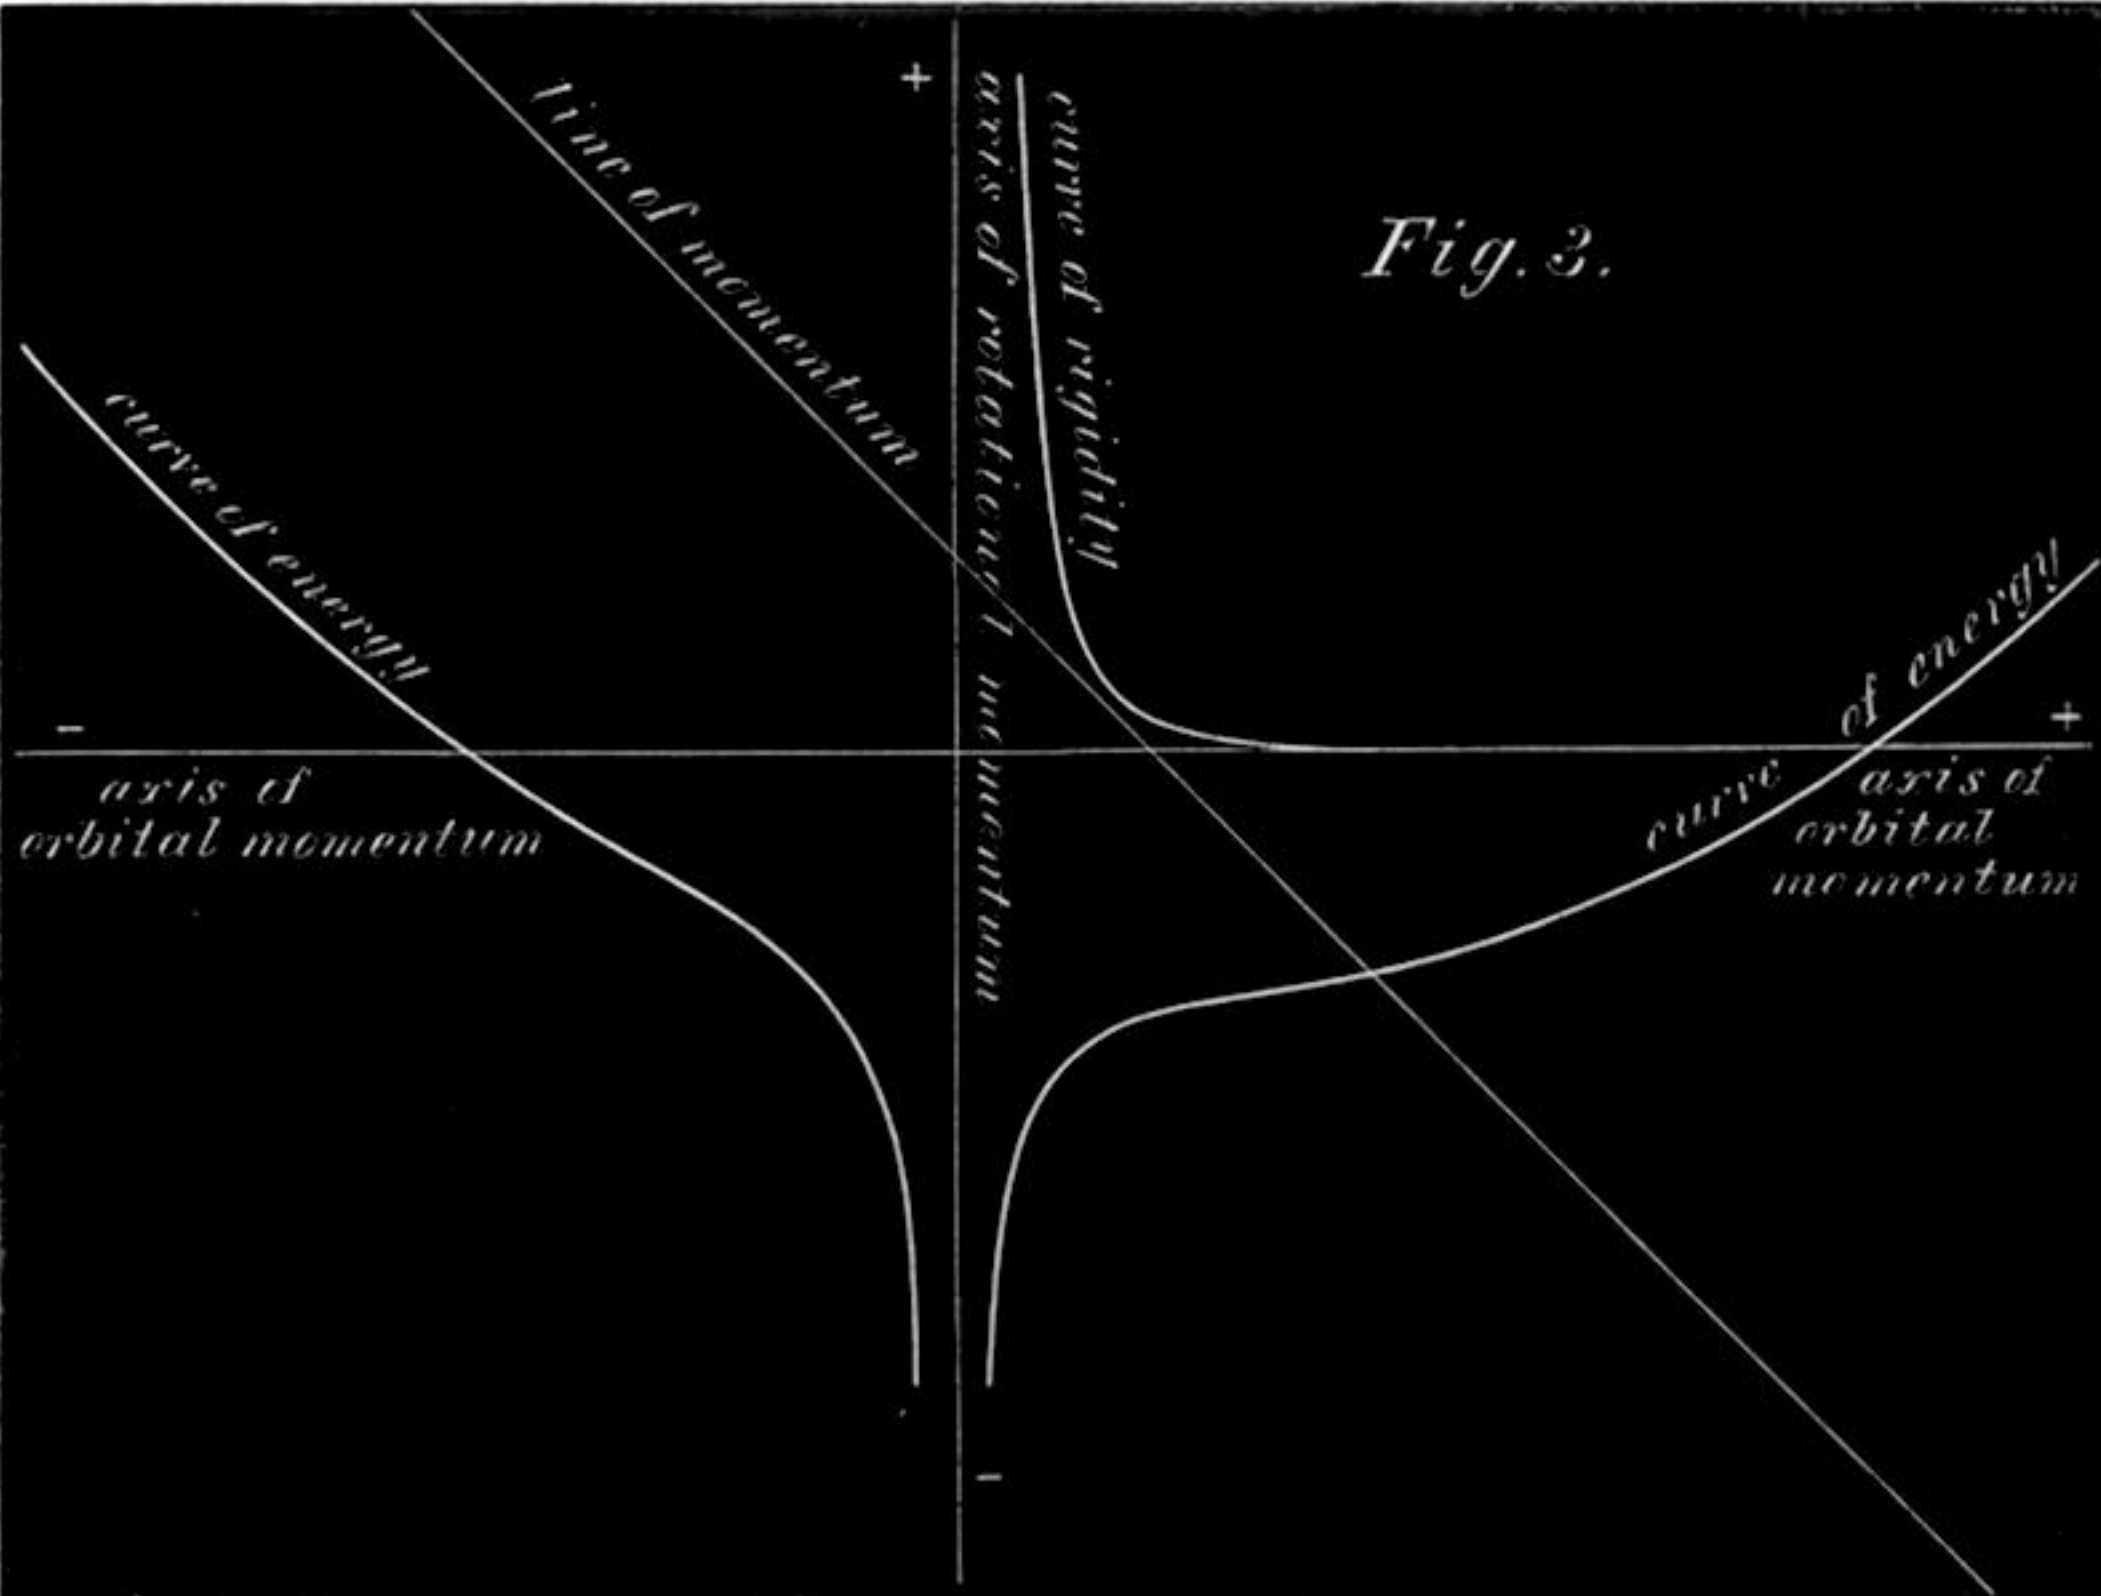 +
line of momentum
axis of rotational momentum
curve of rigidity
Fig. 3.
curve of energy
curve of energy
-
+
axis of
orbital momentum
axis of
orbital
momentum
-